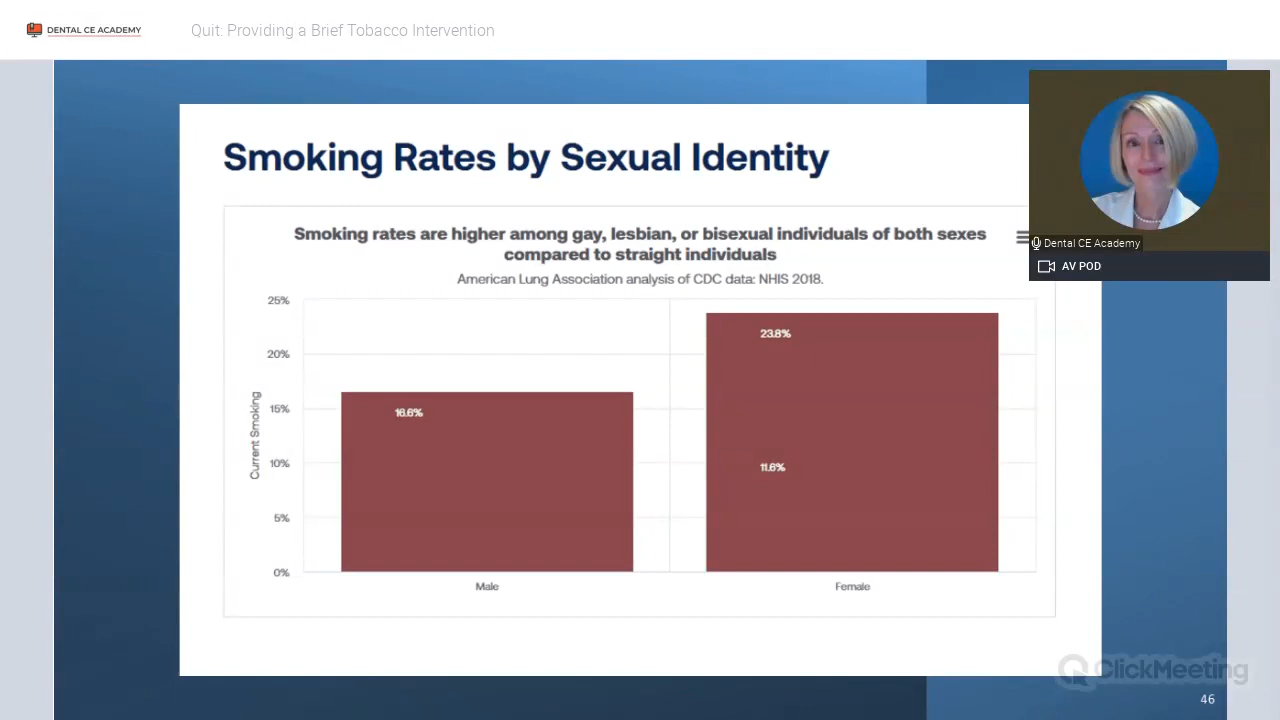 DENTAL CE ACADEMY
Quit: Providing a Brief Tobacco Intervention
Smoking Rates by Sexual Identity
Smoking rates are higher among gay, lesbian, or bisexual individuals of both sexes
compared to straight individuals
American Lung Association analysis of CDC data: NHIS 2018.
Dental CE Academy
AV POD
25%
20%
15%
10%
5%
0%
Current Smoking
16.6%
23.8%
11.6%
Male
Female
ClickMeeting
46